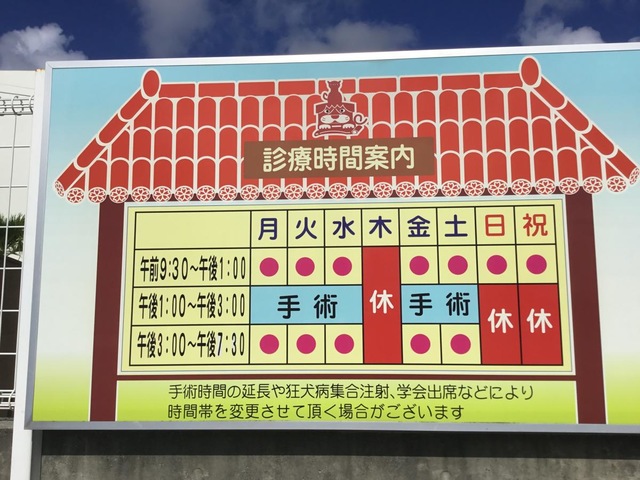 診療時間案内
月 火 水 木 金 土 日 祝
午前9:30~午後1:00 ● ● ● 休 ● ● ● ●
午後1:00~午後3:00 手術 手術 休 休
午後3:00~午後7:30 ● ● ● ● ●
手術時間の延長や狂犬病集合注射、学会出席などにより
時間帯を変更させて頂く場合がございます